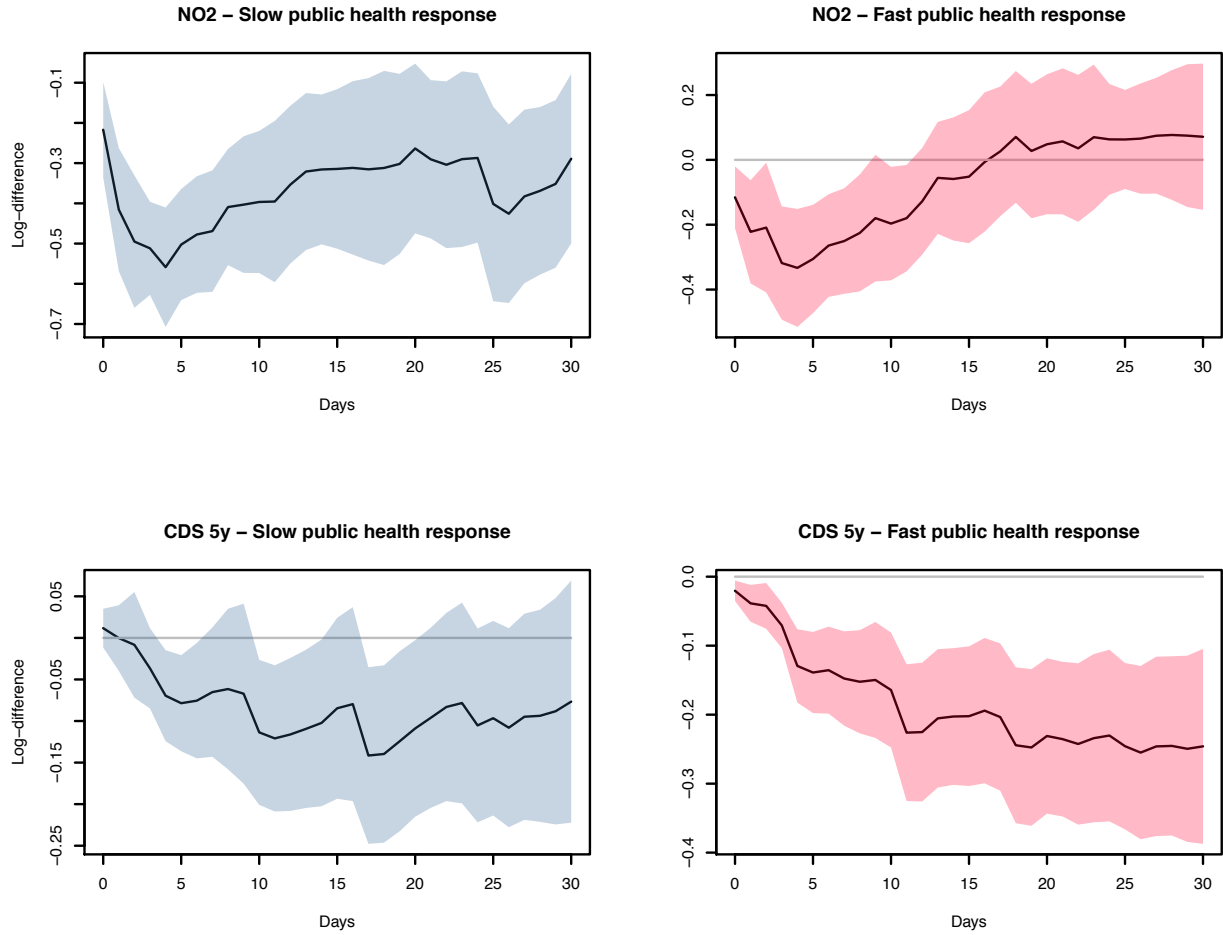 NO2 – Slow public health response
Log−difference
−0.1
−0.3
−0.5
−0.7
0 5 10 15 20 25 30
Days
NO2 – Fast public health response
0.2
0.0
−0.2
−0.4
0 5 10 15 20 25 30
Days
CDS 5y – Slow public health response
Log−difference
0.05
−0.05
−0.15
−0.25
0 5 10 15 20 25 30
Days
CDS 5y – Fast public health response
0.0
−0.1
−0.2
−0.3
−0.4
0 5 10 15 20 25 30
Days